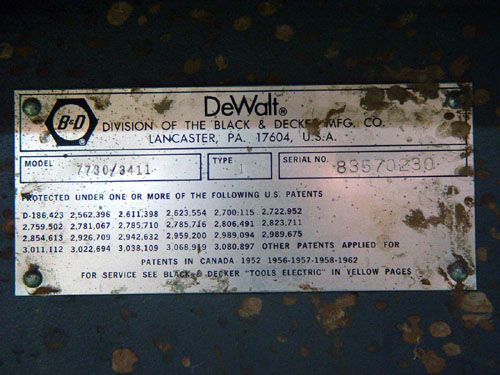 DeWalt®
B&D ®
DIVISION OF THE BLACK & DECKER MFG. CO.
LANCASTER, PA. 17604, U.S.A.
MODEL 7730/3411 TYPE 1 SERIAL NO. 83570230
PROTECTED UNDER ONE OR MORE OF THE FOLLOWING U.S. PATENTS
D-186,423 2,562,396 2,611,398 2,623,554 2,700,115 2,722,952
2,759,502 2,781,067 2,785,710 2,785,716 2,806,491 2,823,711
2,854,613 2,926,709 2,942,632 2,959,200 2,989,094 2,989,675
3,011,112 3,022,694 3,038,109 3,068,919 3,080,897 OTHER PATENTS APPLIED FOR
PATENTS IN CANADA 1952 1956-1957-1958-1962
FOR SERVICE SEE BLACK & DECKER "TOOLS ELECTRIC" IN YELLOW PAGES